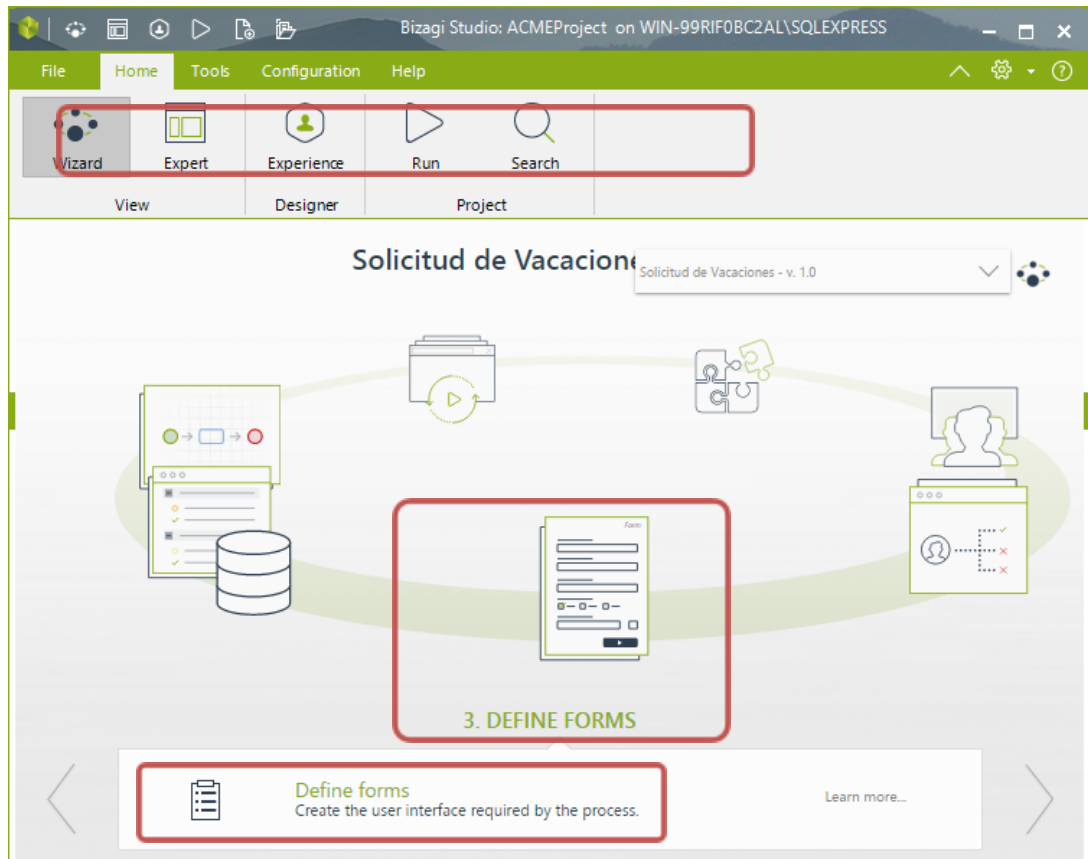 Bizagi Studio: ACMEProject on WIN-99RIF0BC2AL\SQLEXPRESS
File Home Tools Configuration Help
Wizard Expert Experience Run Search
View Designer Project
Solicitud de Vacacione
Solicitud de Vacaciones - v. 1.0
Form
3. DEFINE FORMS
Define forms
Create the user interface required by the process.
Learn more...